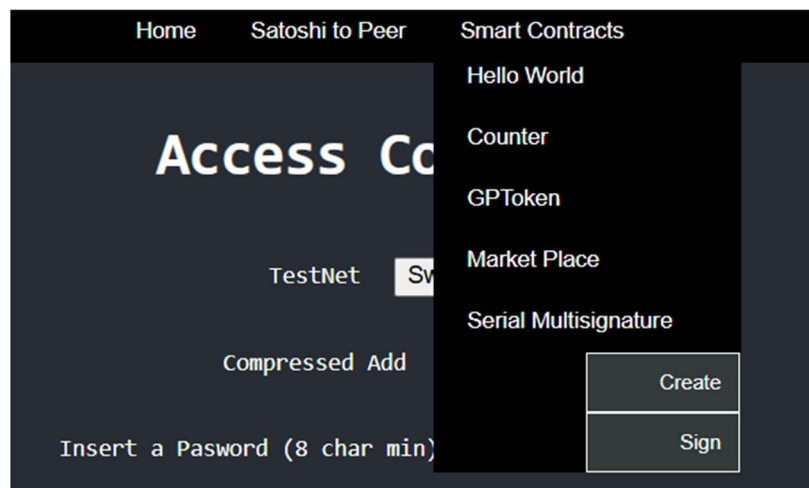 Home Satoshi to Peer Smart Contracts
Hello World
Access Co
Counter
GPToken
Market Place
TestNet Sw
Serial Multisignature
Compressed Add
Create
Insert a Pasword (8 char min)
Sign